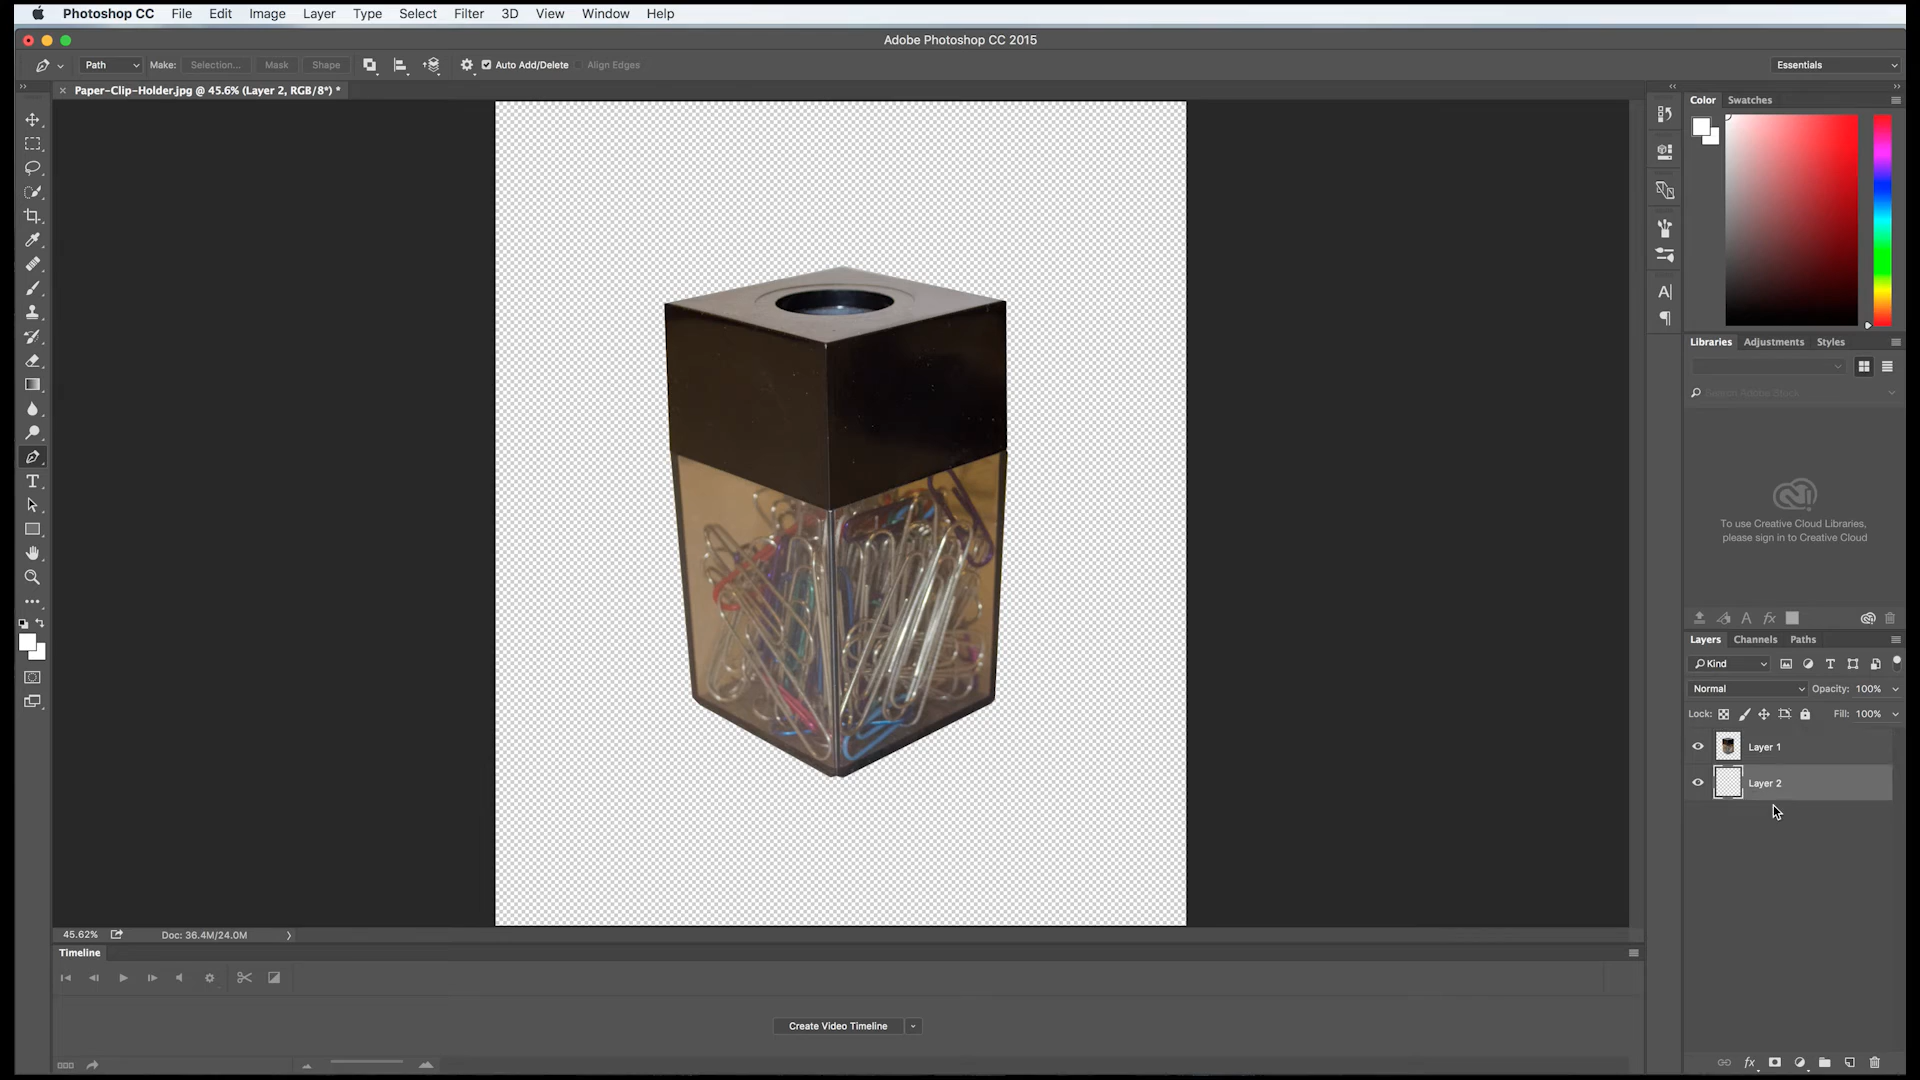 Photoshop CC File Edit Image Layer Type Select Filter 3D View Window Help
Adobe Photoshop CC 2015
Path Make: Selection... Mask Shape Auto Add/Delete Align Edges Essentials
Paper-Clip-Holder.jpg @ 45.6% (Layer 2, RGB/8*) *
Color Swatches
Libraries Adjustments Styles
Search Adobe Stock
To use Creative Cloud Libraries,
please sign in to Creative Cloud
Layers Channels Paths
Kind
Normal Opacity: 100%
Lock: Fill: 100%
Layer 1
Layer 2
45.62% Doc: 36.4M/24.0M
Timeline
Create Video Timeline